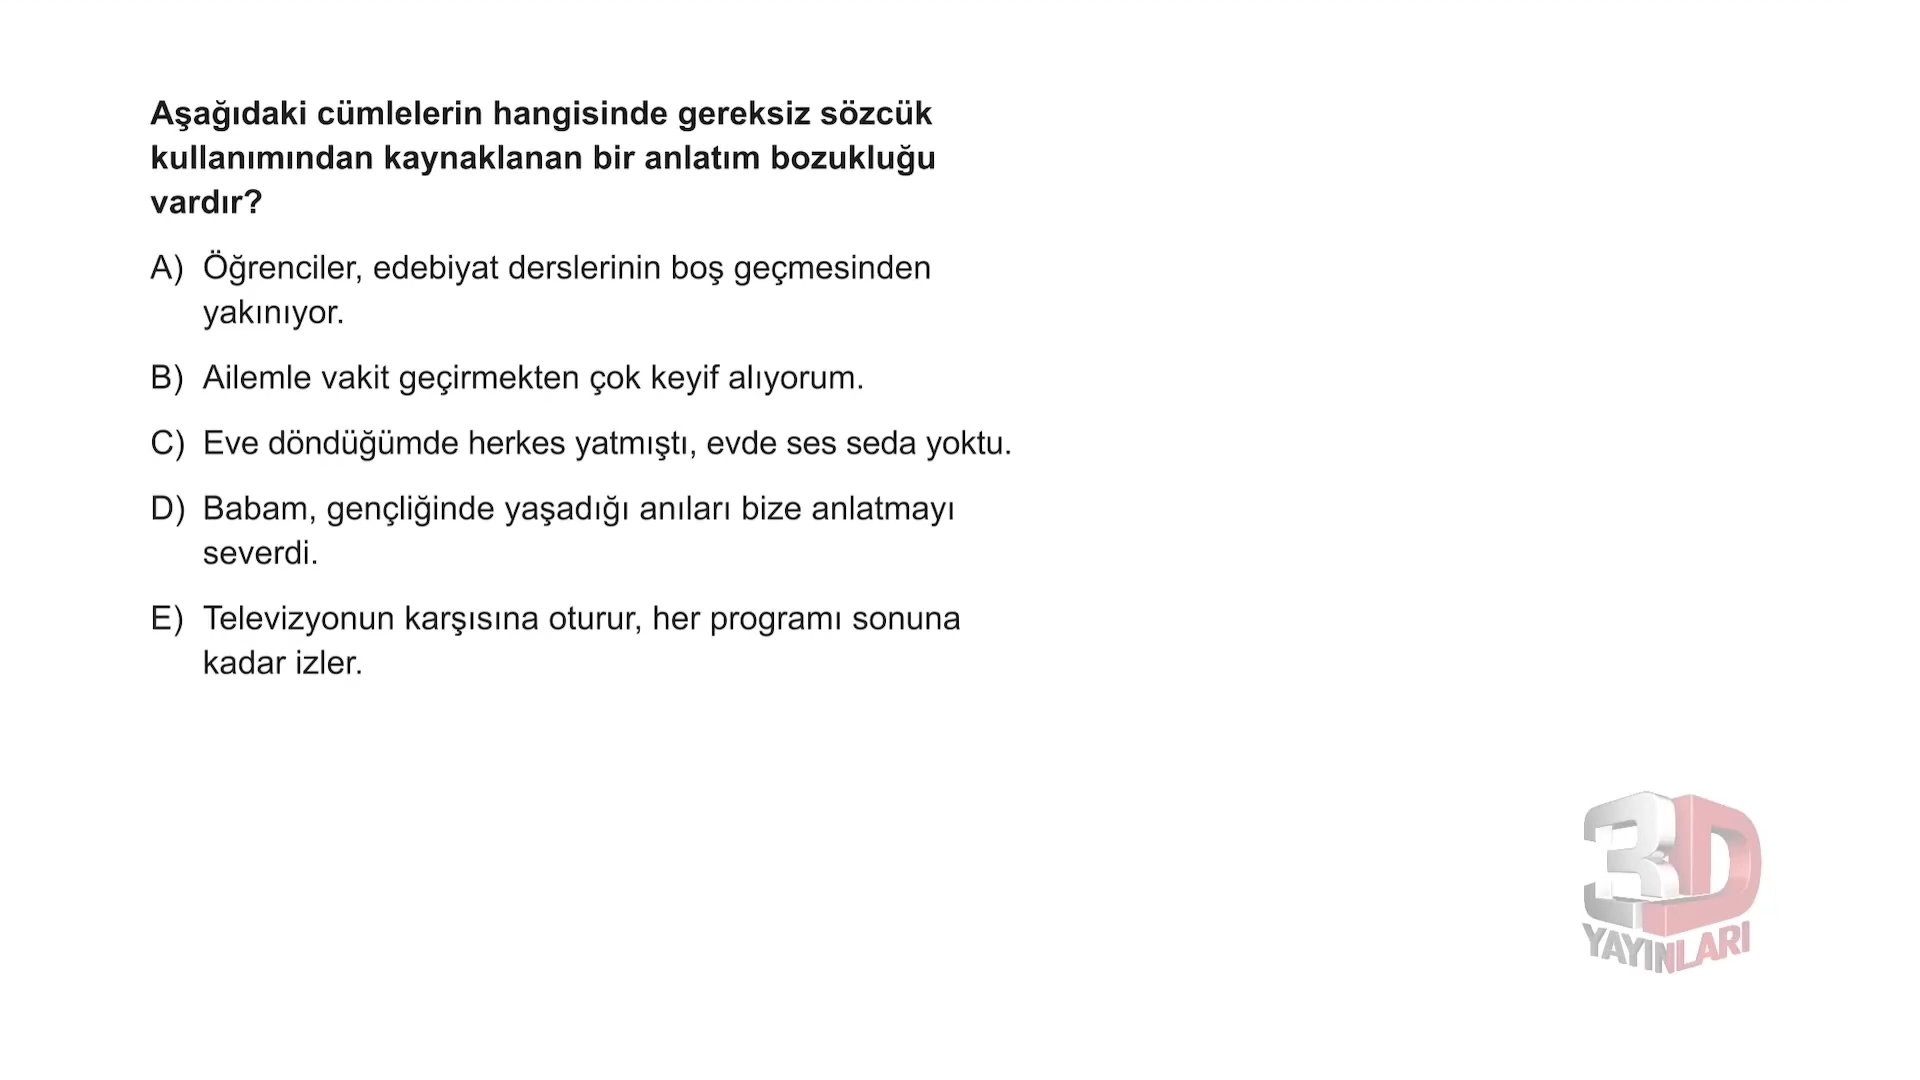 Aşağıdaki cümlelerin hangisinde gereksiz sözcük
kullanımından kaynaklanan bir anlatım bozukluğu
vardır?
A) Öğrenciler, edebiyat derslerinin boş geçmesinden
yakınıyor.
B) Ailemle vakit geçirmekten çok keyif alıyorum.
C) Eve döndüğümde herkes yatmıştı, evde ses seda yoktu.
D) Babam, gençliğinde yaşadığı anıları bize anlatmayı
severdi.
E) Televizyonun karşısına oturur, her programı sonuna
kadar izler.
3D
YAYINLARI